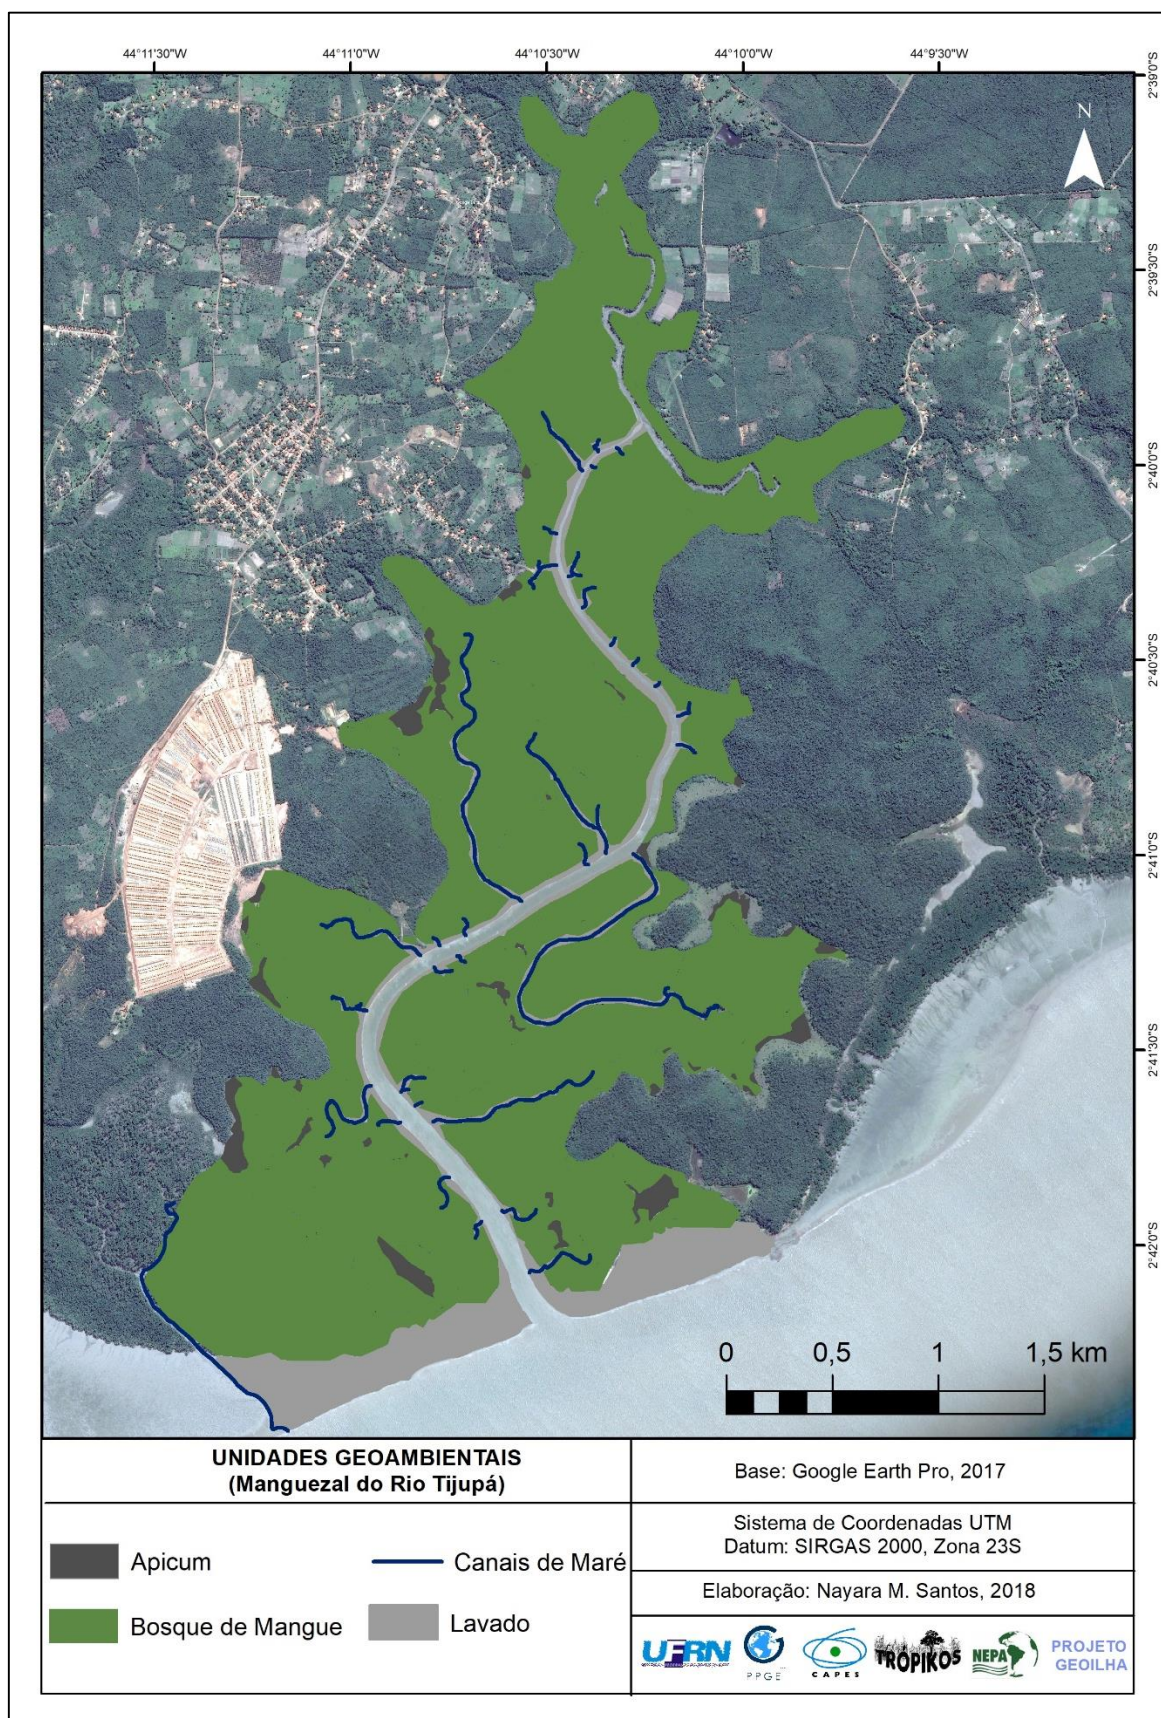 44°11'30"W 44°11'0"W 44°10'30"W 44°10'0"W 44°9'30"W
2°39'0"S
N
2°39'30"S
2°40'0"S
2°40'30"S
2°41'0"S
2°41'30"S
2°42'0"S
0 0,5 1 1,5 km
UNIDADES GEOAMBIENTAIS
(Manguezal do Rio Tijupá)
Apicum
Canais de Maré
Bosque de Mangue
Lavado
Base: Google Earth Pro, 2017
Sistema de Coordenadas UTM
Datum: SIRGAS 2000, Zona 23S
Elaboração: Nayara M. Santos, 2018
UFRN
PPGE
CAPES
TRÓPIKOS
NEPA
PROJETO
GEOILHA